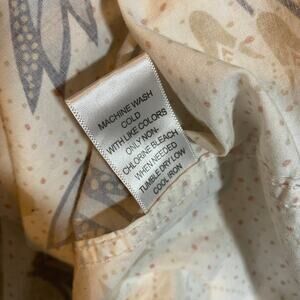 MACHINE WASH
COLD
WITH LIKE COLORS
ONLY NON-
CHLORINE BLEACH
WHEN NEEDED
TUMBLE DRY LOW
COOL IRON